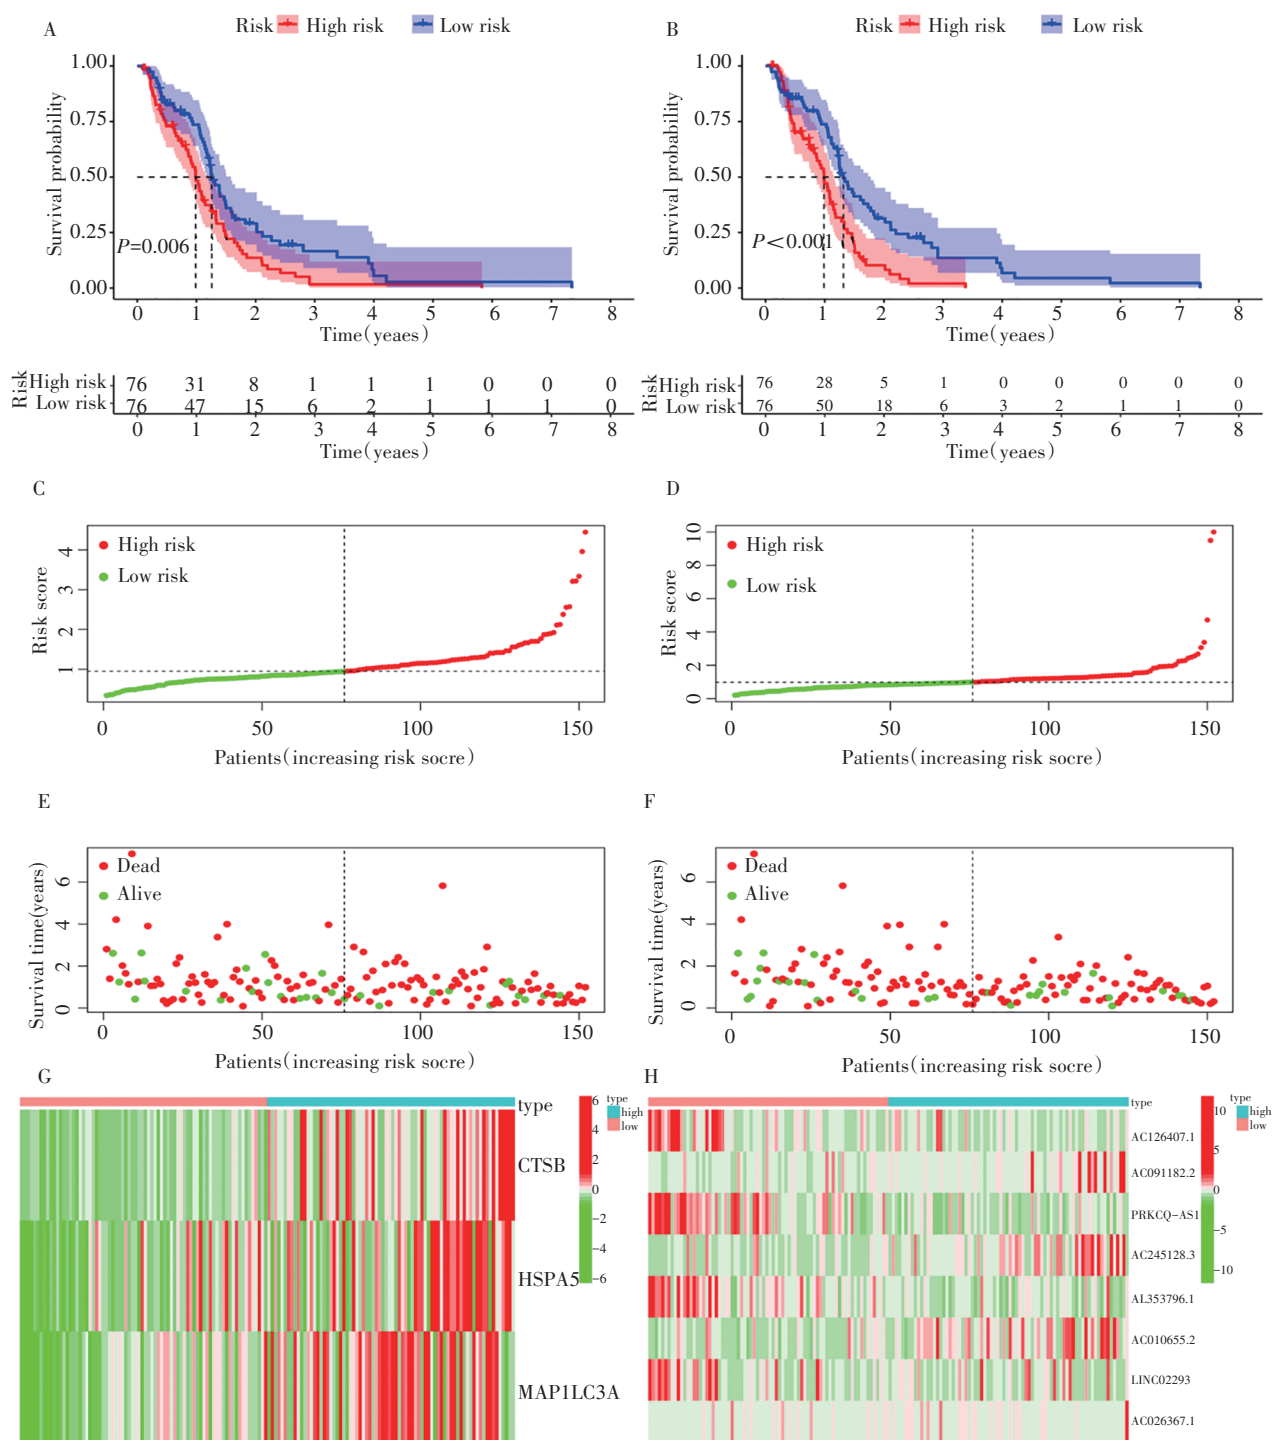 A
Risk High risk Low risk
Survival probability
1.00
0.75
0.50
0.25
0.00
P=0.006
0 1 2 3 4 5 6 7 8
Time(yeaes)
Risk
High risk 76 31 8 1 1 1 0 0 0
Low risk 76 47 15 6 2 1 1 1 0
0 1 2 3 4 5 6 7 8
Time(yeaes)
B
Risk High risk Low risk
Survival probability
1.00
0.75
0.50
0.25
0.00
P<0.001
0 1 2 3 4 5 6 7 8
Time(yeaes)
Risk
High risk 76 28 5 1 0 0 0 0 0
Low risk 76 50 18 6 3 2 1 1 0
0 1 2 3 4 5 6 7 8
Time(yeaes)
C
Risk score
4
3
2
1
High risk
Low risk
0 50 100 150
Patients(increasing risk socre)
D
Risk score
10
8
6
4
2
0
High risk
Low risk
0 50 100 150
Patients(increasing risk socre)
E
Survival time(years)
6
4
2
0
Dead
Alive
0 50 100 150
Patients(increasing risk socre)
F
Survival time(years)
6
4
2
0
Dead
Alive
0 50 100 150
Patients(increasing risk socre)
G
type
CTSB
HSPA5
MAP1LC3A
6
4
2
0
−2
−4
−6
type
high
low
H
type
AC126407.1
AC091182.2
PRKCQ−AS1
AC245128.3
AL353796.1
AC010655.2
LINC02293
AC026367.1
10
5
0
−5
−10
type
high
low